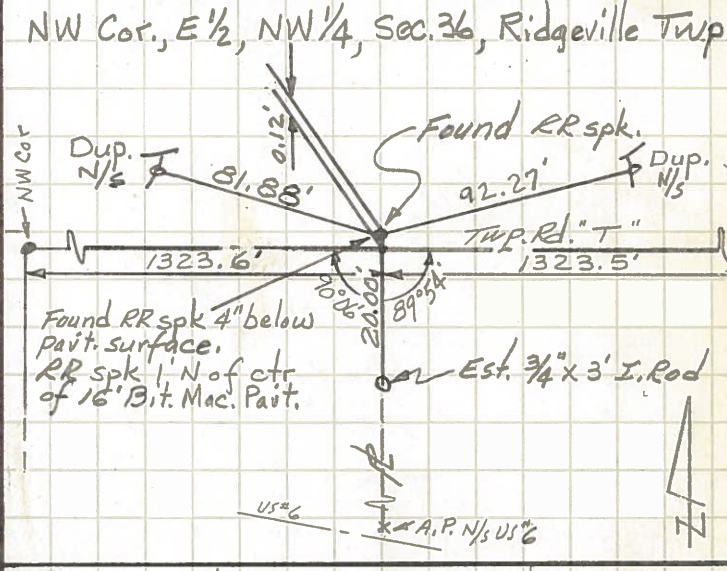 NW Cor., E 1/2, NW 1/4, Sec. 36, Ridgeville Twp
NW Cor
Dup.
N/S
81.88'
0.12'
Found RR spk.
92.27'
Dup.
N/S
Twp. Rd. "T"
1323.6'
1323.5'
90°06'
89°54'
20.00'
Found RR spk 4" below
pav't. surface.
RR spk 1' N of ctr
of 16' Bit. Mac. Pav't.
Est. 3/4" x 3' I. Rod
US#6
A.P. N/S US#6
N